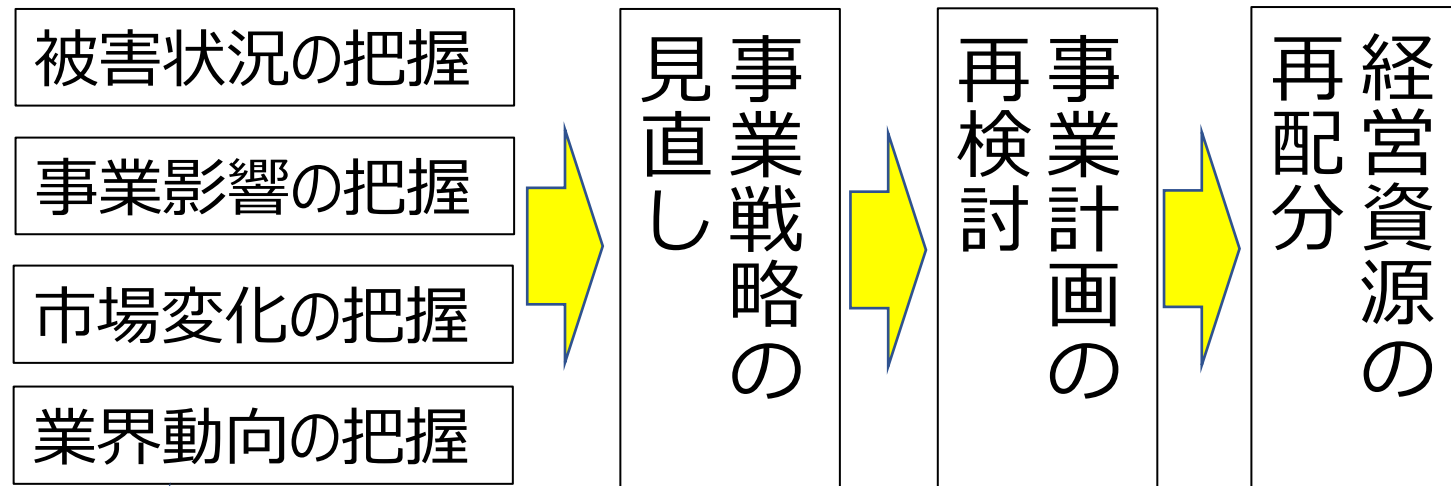 被害状況の把握
事業影響の把握
市場変化の把握
業界動向の把握
事業戦略の
見直し
事業計画の
再検討
経営資源の
再配分